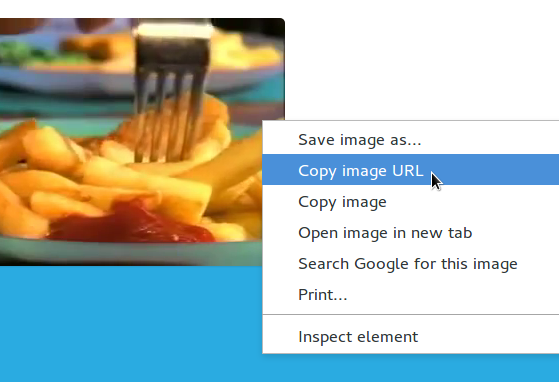 Save image as...
Copy image URL
Copy image
Open image in new tab
Search Google for this image
Print...
Inspect element